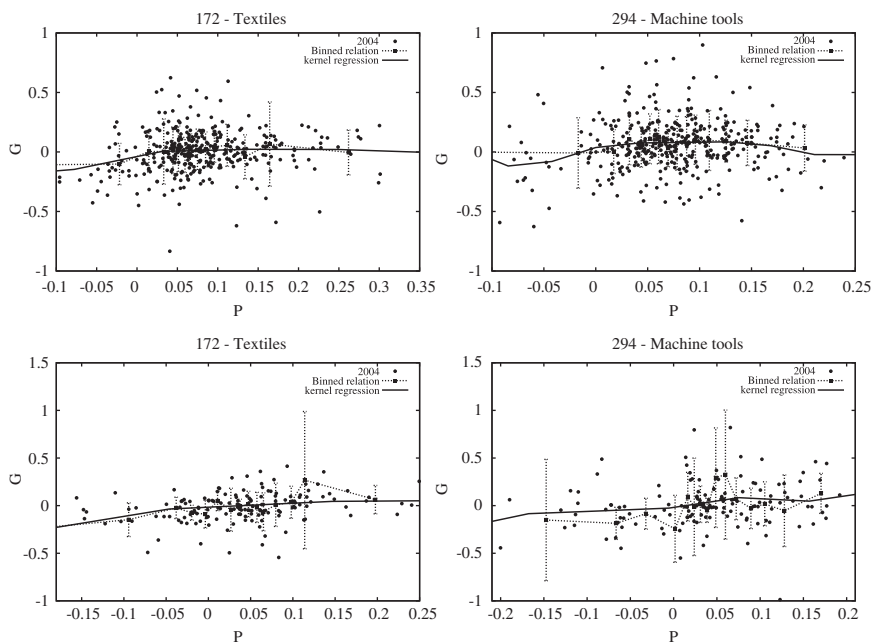 172 - Textiles
2004
Binned relation
kernel regression
G
1
0.5
0
-0.5
-1
-0.1 -0.05 0 0.05 0.1 0.15 0.2 0.25 0.3 0.35
P
294 - Machine tools
2004
Binned relation
kernel regression
G
1
0.5
0
-0.5
-1
-0.1 -0.05 0 0.05 0.1 0.15 0.2 0.25
P
172 - Textiles
2004
Binned relation
kernel regression
G
1.5
1
0.5
0
-0.5
-1
-0.15 -0.1 -0.05 0 0.05 0.1 0.15 0.2 0.25
P
294 - Machine tools
2004
Binned relation
kernel regression
G
1.5
1
0.5
0
-0.5
-1
-0.2 -0.15 -0.1 -0.05 0 0.05 0.1 0.15 0.2
P